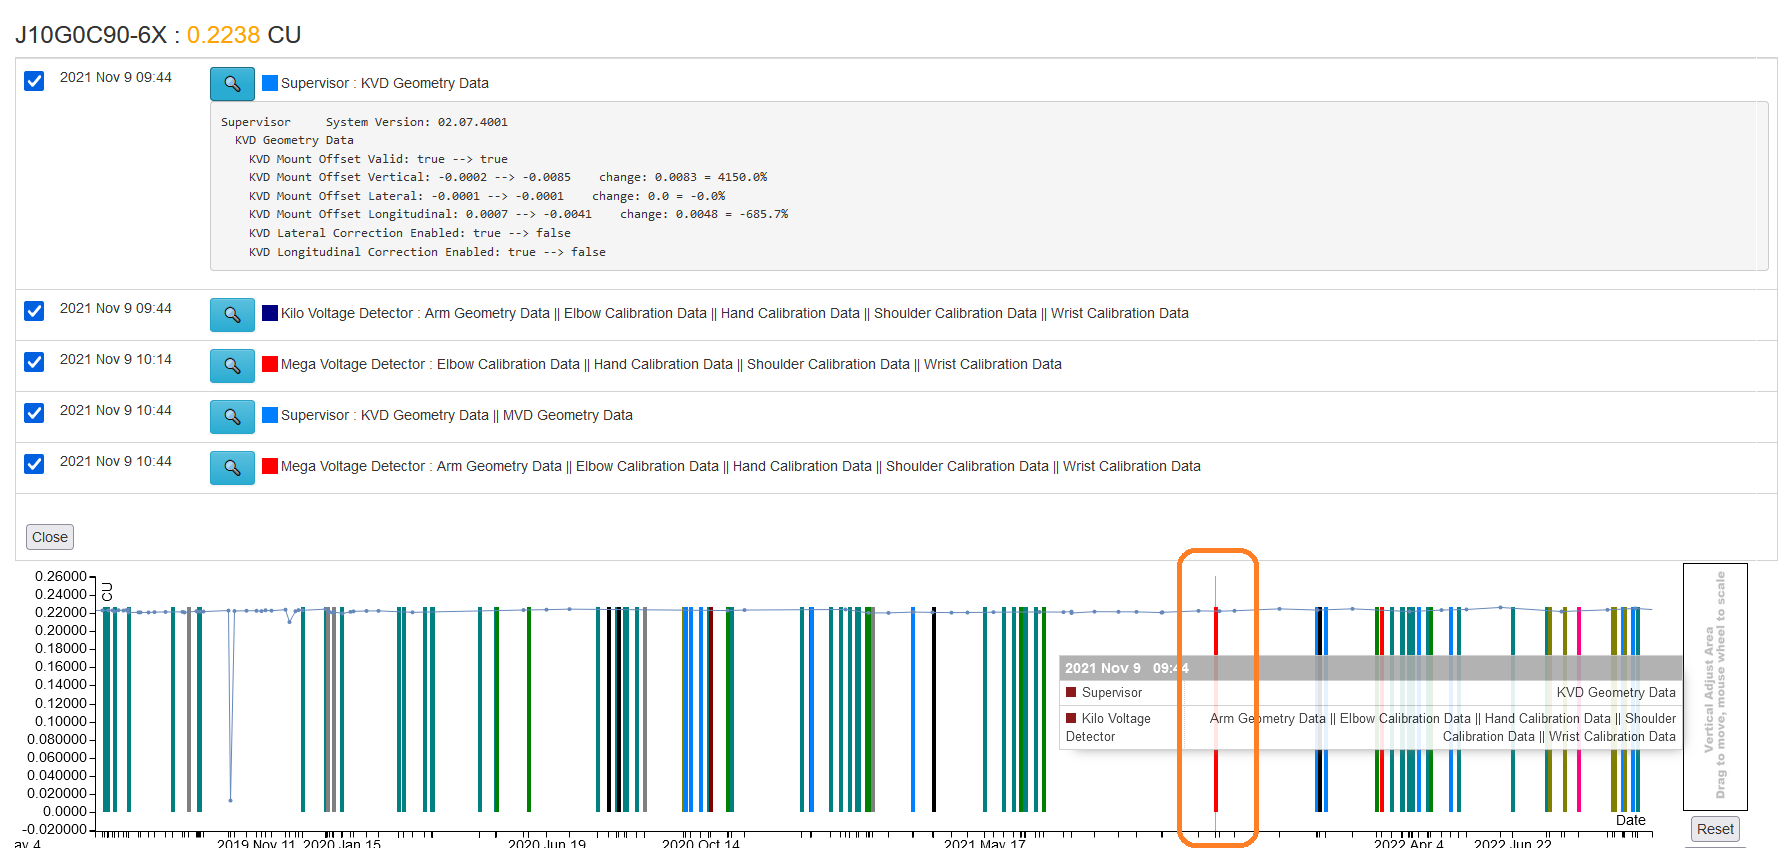 J10G0C90-6X : 0.2238 CU
2021 Nov 9 09:44
Supervisor : KVD Geometry Data
Supervisor     System Version: 02.07.4001
KVD Geometry Data
KVD Mount Offset Valid: true --> true
KVD Mount Offset Vertical: -0.0002 --> -0.0085    change: 0.0083 = 4150.0%
KVD Mount Offset Lateral: -0.0001 --> -0.0001    change: 0.0 = -0.0%
KVD Mount Offset Longitudinal: 0.0007 --> -0.0041    change: 0.0048 = -685.7%
KVD Lateral Correction Enabled: true --> false
KVD Longitudinal Correction Enabled: true --> false
2021 Nov 9 09:44
Kilo Voltage Detector : Arm Geometry Data || Elbow Calibration Data || Hand Calibration Data || Shoulder Calibration Data || Wrist Calibration Data
2021 Nov 9 10:14
Mega Voltage Detector : Elbow Calibration Data || Hand Calibration Data || Shoulder Calibration Data || Wrist Calibration Data
2021 Nov 9 10:44
Supervisor : KVD Geometry Data || MVD Geometry Data
2021 Nov 9 10:44
Mega Voltage Detector : Arm Geometry Data || Elbow Calibration Data || Hand Calibration Data || Shoulder Calibration Data || Wrist Calibration Data
Close
0.26000
CU
0.24000
0.22000
0.20000
0.18000
0.16000
0.14000
0.12000
0.10000
0.080000
0.060000
0.040000
0.020000
0.0000
-0.020000
2021 Nov 9   09:44
Supervisor
KVD Geometry Data
Kilo Voltage
Detector
Arm Geometry Data || Elbow Calibration Data || Hand Calibration Data || Shoulder
Calibration Data || Wrist Calibration Data
Vertical Adjust Area
Drag to move, mouse wheel to scale
Date
Reset
ay 4
2019 Nov 11
2020 Jan 15
2020 Jun 19
2020 Oct 14
2021 May 17
2022 Apr 4
2022 Jun 22